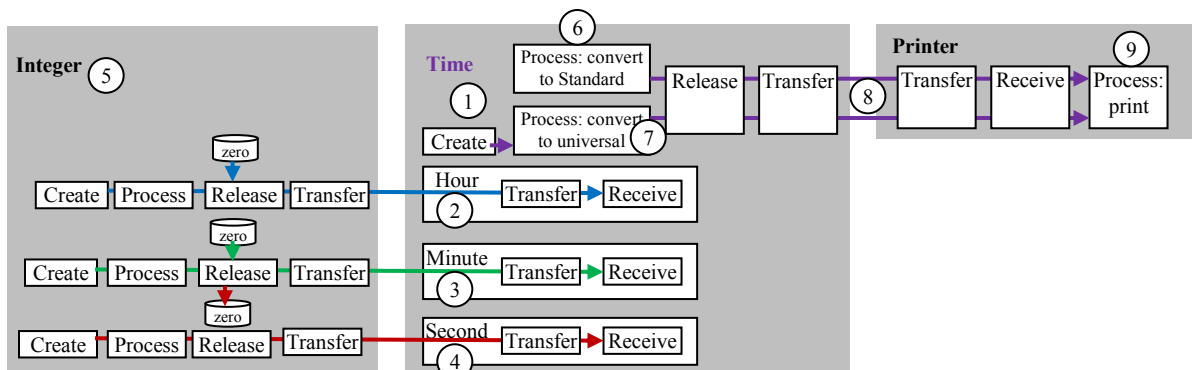 Integer
5
zero
Create
Process
Release
Transfer
zero
Create
Process
Release
Transfer
zero
Create
Process
Release
Transfer
Time
1
6
Process: convert
to Standard
Create
Process: convert
to universal
7
Release
Transfer
8
Hour
2
Transfer
Receive
Minute
3
Transfer
Receive
Second
4
Transfer
Receive
Printer
Transfer
Receive
9
Process:
print